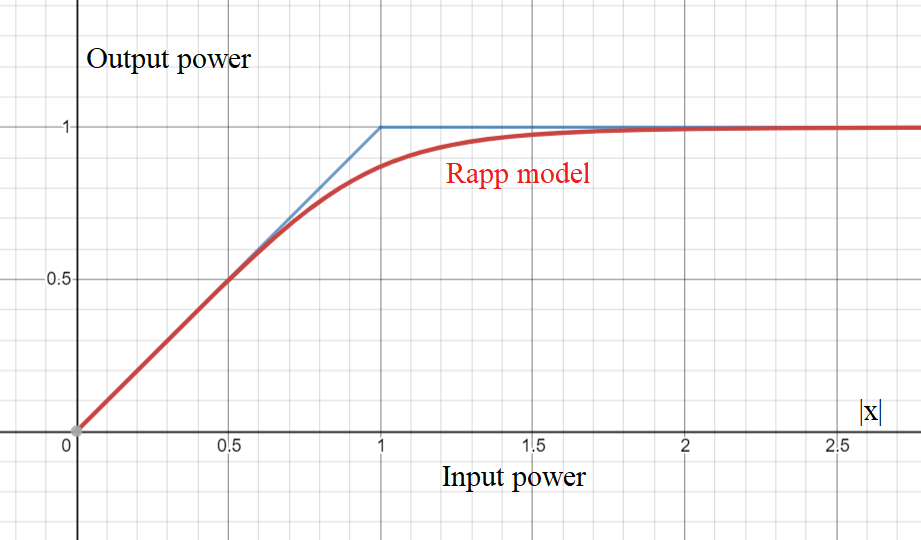 Output power
1
Rapp model
0.5
|x|
0 0.5 1 1.5 2 2.5
Input power